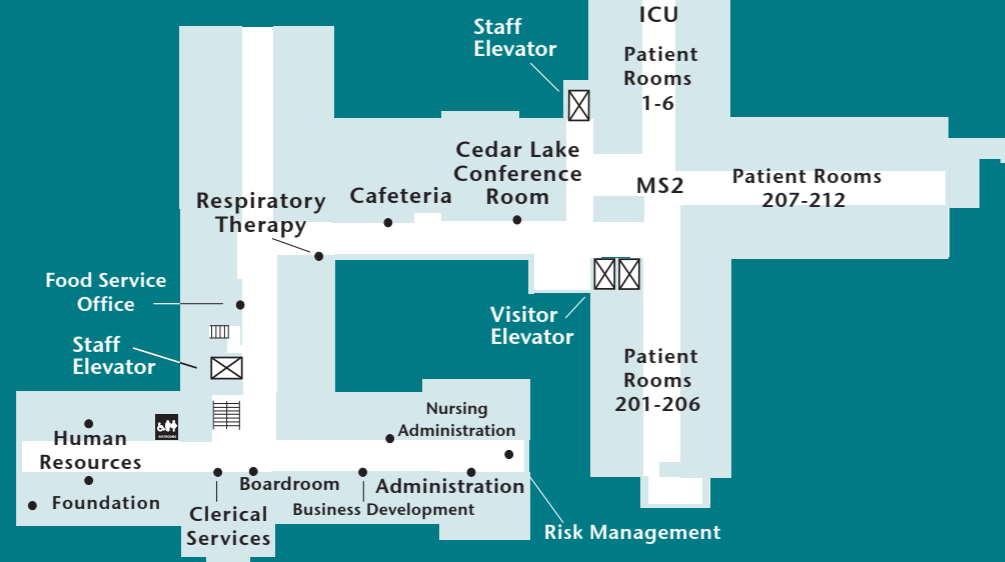 ICU
Staff
Elevator
Patient
Rooms
1-6
Cedar Lake
Conference
Room
MS2
Patient Rooms
207-212
Cafeteria
Respiratory
Therapy
Food Service
Office
Staff
Elevator
Visitor
Elevator
Patient
Rooms
201-206
Nursing
Administration
Human
Resources
RESTROOMS
Foundation
Clerical
Services
Boardroom
Business Development
Administration
Risk Management